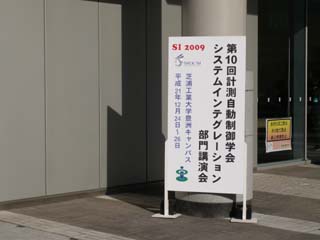 SI 2009
第10回計測自動制御学会
システムインテグレーション
部門講演会
芝浦工業大学豊洲キャンパス
平成21年12月24日~26日